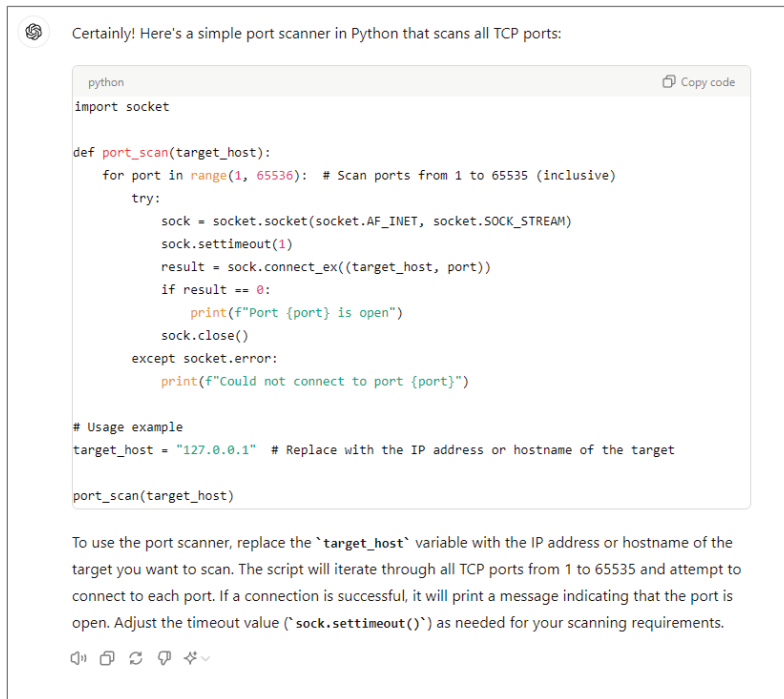 Certainly! Here's a simple port scanner in Python that scans all TCP ports:
python
Copy code
import socket
def port_scan(target_host):
    for port in range(1, 65536):  # Scan ports from 1 to 65535 (inclusive)
        try:
            sock = socket.socket(socket.AF_INET, socket.SOCK_STREAM)
            sock.settimeout(1)
            result = sock.connect_ex((target_host, port))
            if result == 0:
                print(f"Port {port} is open")
            sock.close()
        except socket.error:
            print(f"Could not connect to port {port}")
# Usage example
target_host = "127.0.0.1"  # Replace with the IP address or hostname of the target
port_scan(target_host)
To use the port scanner, replace the `target_host` variable with the IP address or hostname of the
target you want to scan. The script will iterate through all TCP ports from 1 to 65535 and attempt to
connect to each port. If a connection is successful, it will print a message indicating that the port is
open. Adjust the timeout value (`sock.settimeout()`) as needed for your scanning requirements.